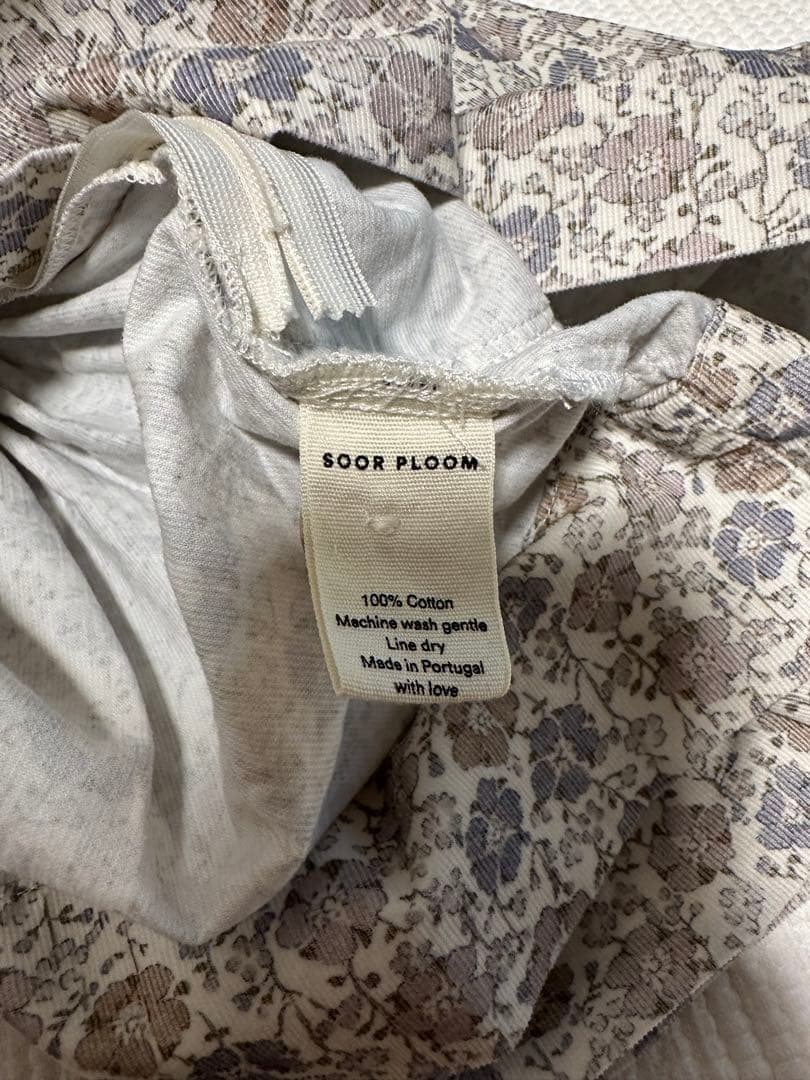 SOOR PLOOM
100% Cotton
Machine wash gentle
Line dry
Made in Portugal
with love